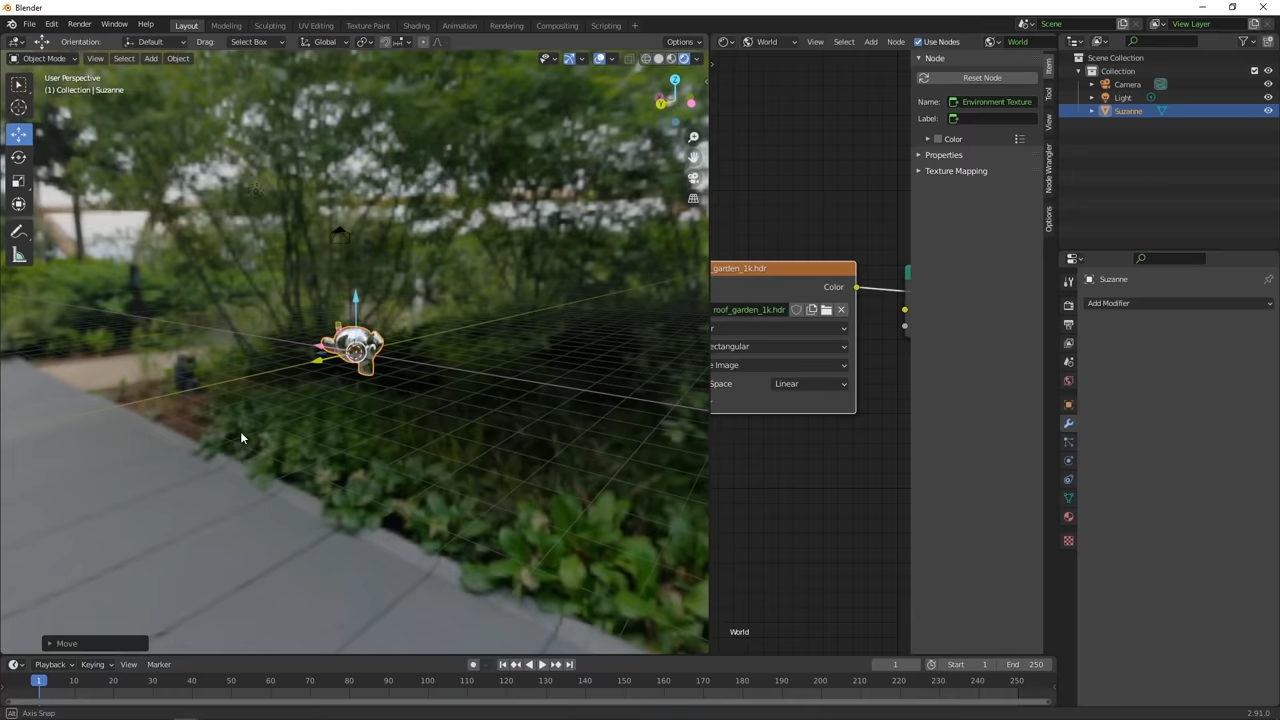 Blender
File Edit Render Window Help
Layout Modeling Sculpting UV Editing Texture Paint Shading Animation Rendering Compositing Scripting +
Scene
View Layer
Orientation: Default Drag: Select Box Global Options
World View Select Add Node Use Nodes World
Object Mode View Select Add Object
User Perspective
(1) Collection | Suzanne
Z
Y
Node
Reset Node
Name: Environment Texture
Label:
Color
Properties
Texture Mapping
Item
Tool
View
Node Wrangler
Options
Scene Collection
Collection
Camera
Light
Suzanne
garden_1k.hdr
Color
roof_garden_1k.hdr
r
ectangular
e Image
Space Linear
Suzanne
Add Modifier
World
Move
Playback Keying View Marker
1 Start 1 End 250
1 10 20 30 40 50 60 70 80 90 100 110 120 130 140 150 160 170 180 190 200 210 220 230 240 250
Alt Axis Snap
2.91.0